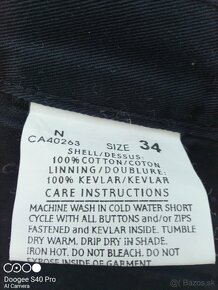 N
CA40263 SIZE 34
SHELL/DESSUS:
100% COTTON/COTON
LINNING/DOUBLURE:
100% KEVLAR/KEVLAR
CARE INSTRUCTIONS
MACHINE WASH IN COLD WATER SHORT
CYCLE WITH ALL BUTTONS and/or ZIPS
FASTENED and KEVLAR INSIDE. TUMBLE
DRY WARM. DRIP DRY IN SHADE.
IRON HOT, DO NOT BLEACH. DO NOT
EXPOSE INSIDE OF GARMENT
Doogee S40 Pro
AI Camera
bazos.sk